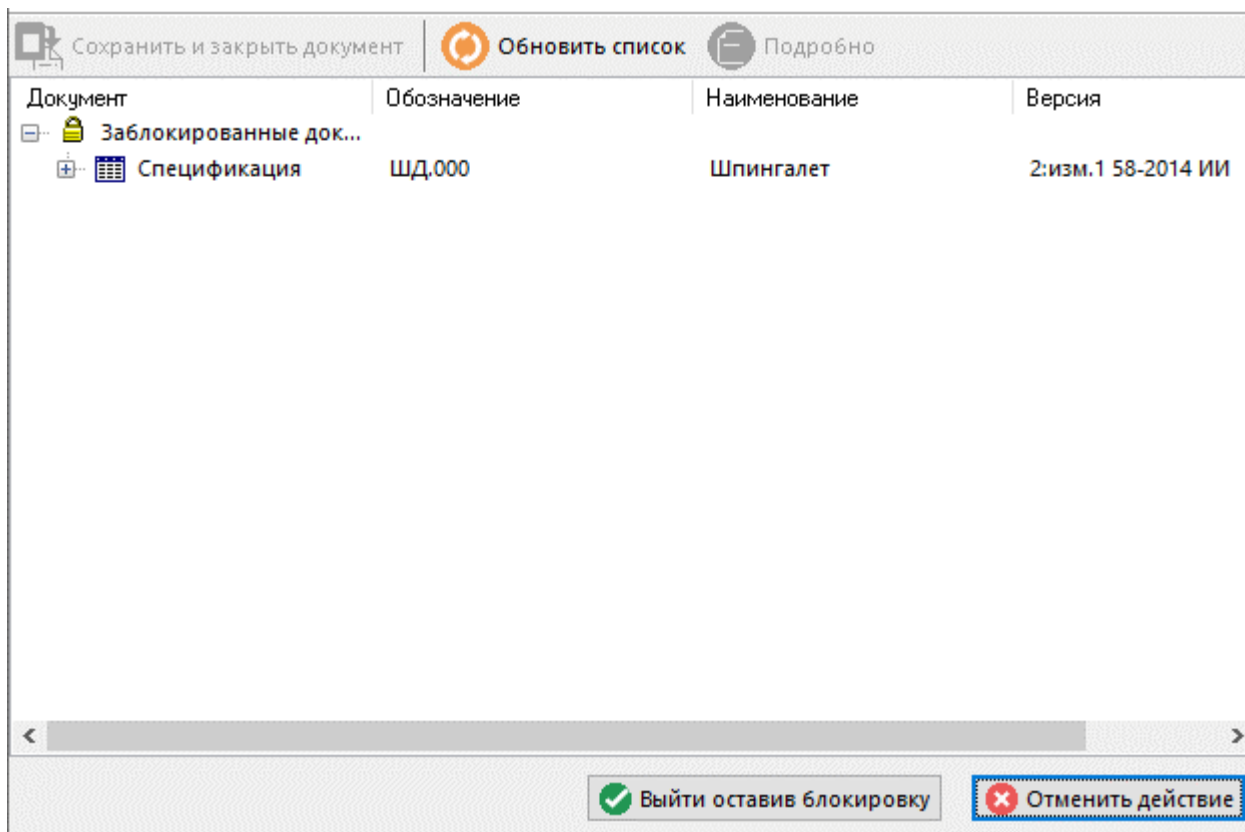 Сохранить и закрыть документ Обновить список Подробно
Документ Обозначение Наименование Версия
Заблокированные док...
Спецификация ШД.000 Шпингалет 2:изм.1 58-2014 ИИ
Выйти оставив блокировку Отменить действие